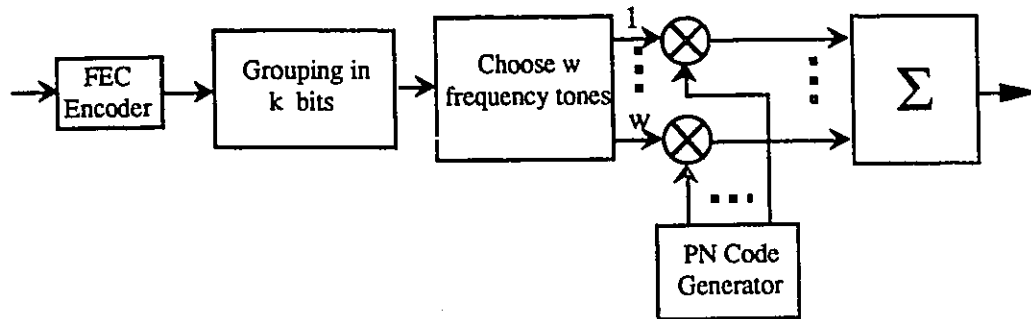 FEC
Encoder
Grouping in
k bits
Choose w
frequency tones
1
w
Σ
PN Code
Generator